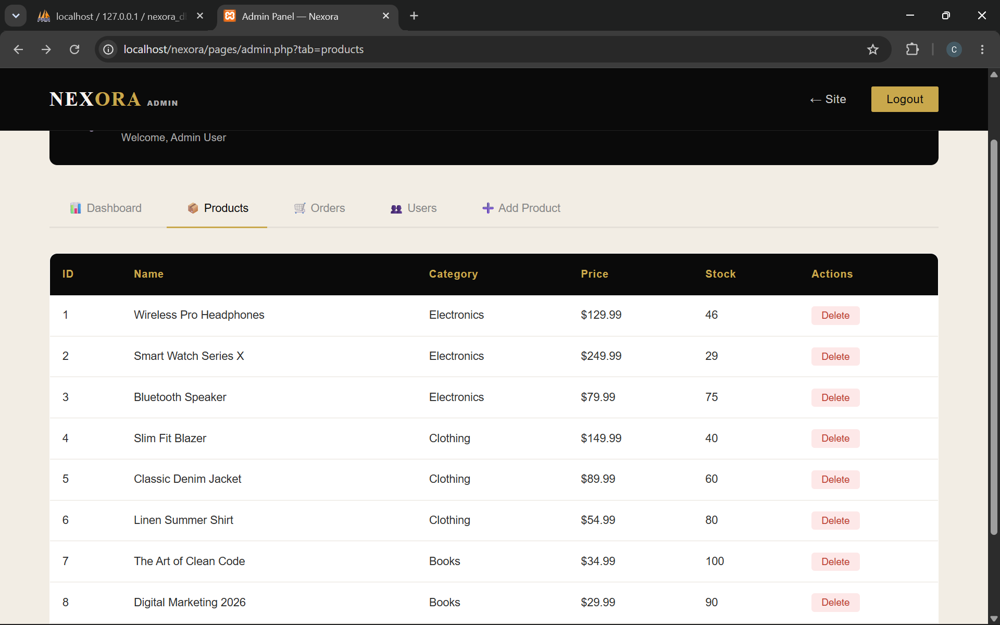 localhost / 127.0.0.1 / nexora_d
Admin Panel — Nexora
localhost/nexora/pages/admin.php?tab=products
C
NEXORA ADMIN
← Site
Logout
Welcome, Admin User
Dashboard
Products
Orders
Users
Add Product
ID Name Category Price Stock Actions
1 Wireless Pro Headphones Electronics $129.99 46 Delete
2 Smart Watch Series X Electronics $249.99 29 Delete
3 Bluetooth Speaker Electronics $79.99 75 Delete
4 Slim Fit Blazer Clothing $149.99 40 Delete
5 Classic Denim Jacket Clothing $89.99 60 Delete
6 Linen Summer Shirt Clothing $54.99 80 Delete
7 The Art of Clean Code Books $34.99 100 Delete
8 Digital Marketing 2026 Books $29.99 90 Delete